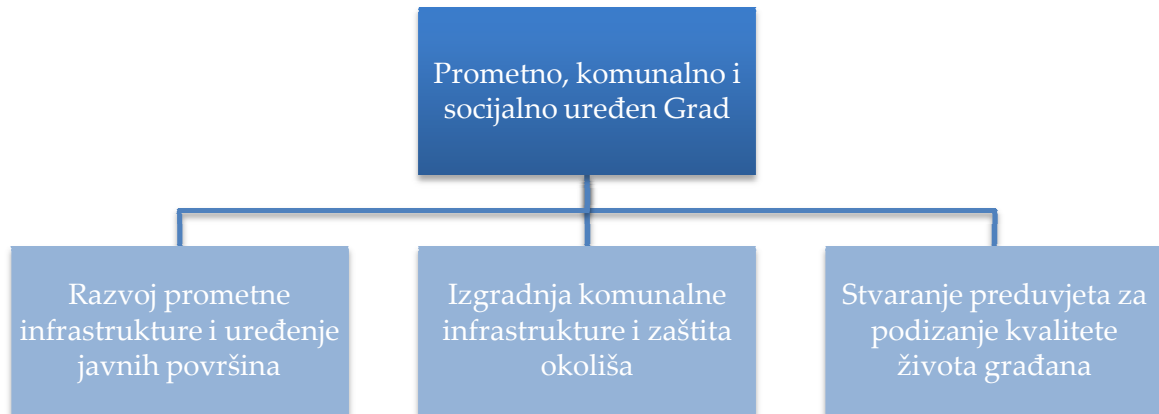 Prometno, komunalno i
socijalno uređen Grad
Razvoj prometne
infrastrukture i uređenje
javnih površina
Izgradnja komunalne
infrastrukture i zaštita
okoliša
Stvaranje preduvjeta za
podizanje kvalitete
života građana